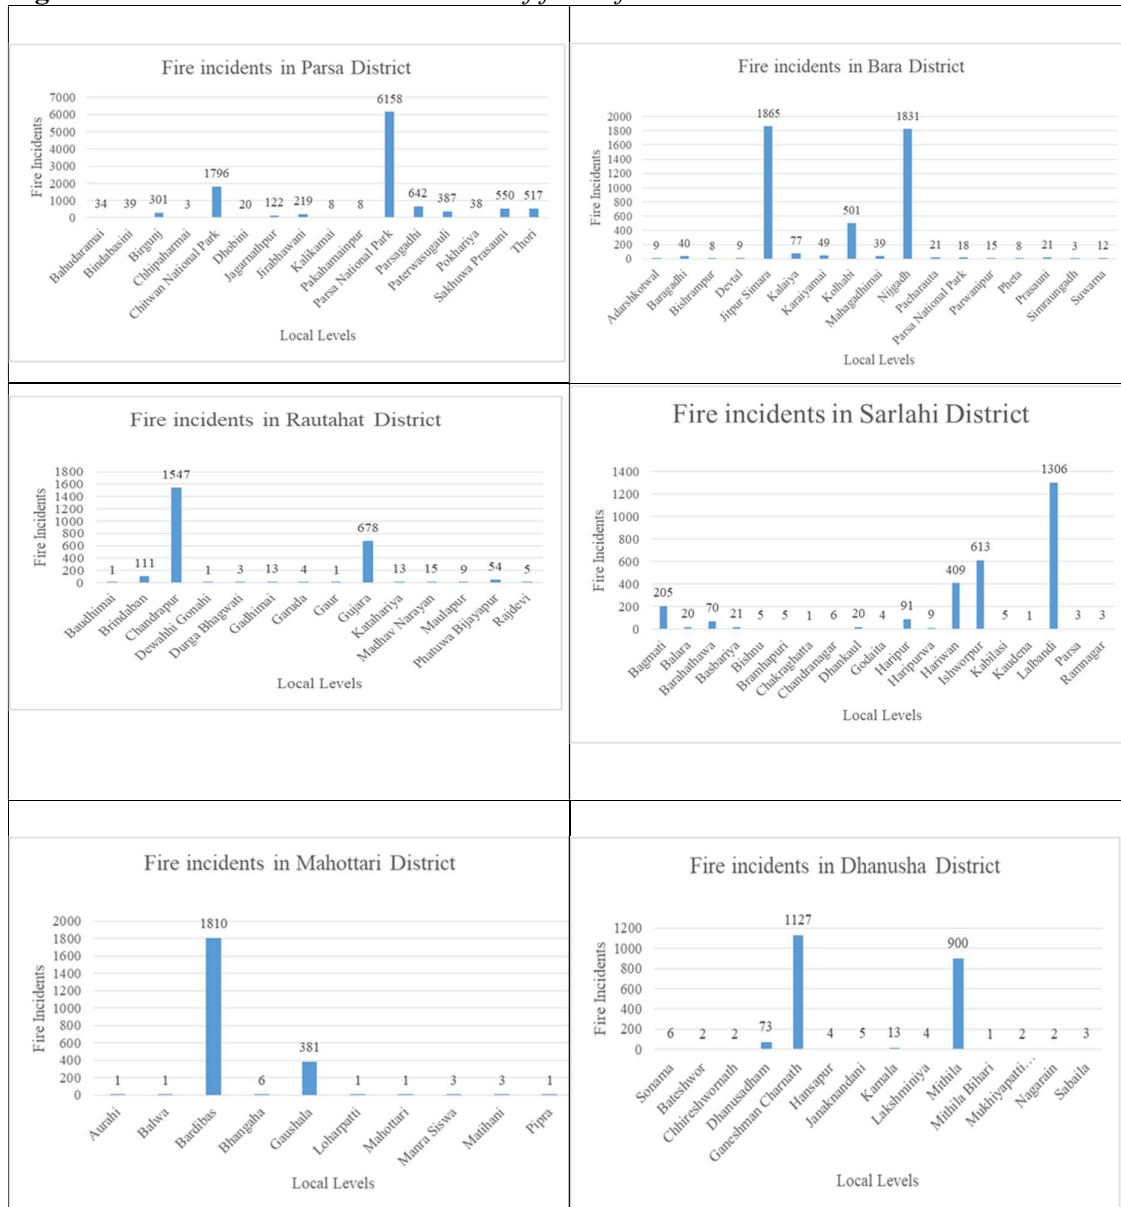 Fire incidents in Parsa District
7000
6000
5000
4000
3000
2000
1000
0
Fire Incidents
34 39 301 3 1796 20 122 219 8 8 6158 642 387 38 550 517
Bahudaramai
Bindabasini
Birgunj
Chhipaharmai
Chitwan National Park
Dhobini
Jagarnathpur
Jirabhawani
Kalikamai
Pakahamainpur
Parsa National Park
Parsagadhi
Paterwasugauli
Pokhariya
Sakhuwa Prasauni
Thori
Local Levels
Fire incidents in Bara District
2000
1800
1600
1400
1200
1000
800
600
400
200
0
Fire Incidents
9 40 8 9 1865 77 49 501 39 1831 21 18 15 8 21 3 12
Adarshkotwal
Baragadhi
Bishrampur
Devtal
Jitpur Simara
Kalaiya
Karaiyamai
Kolhabi
Mahagadhimai
Nijgadh
Pacharauta
Parsa National Park
Parwanipur
Pheta
Prasauni
Simraungadh
Suwarna
Local Levels
Fire incidents in Rautahat District
1800
1600
1400
1200
1000
800
600
400
200
0
Fire Incidents
1 111 1547 1 3 13 4 1 678 13 15 9 54 5
Baudhimai
Brindaban
Chandrapur
Dewahhi Gonahi
Durga Bhagwati
Gadhimai
Garuda
Gaur
Gujara
Katahariya
Madhav Narayan
Maulapur
Phatuwa Bijayapur
Rajdevi
Local Levels
Fire incidents in Sarlahi District
1400
1200
1000
800
600
400
200
0
Fire Incidents
205 20 70 21 5 5 1 6 20 4 91 9 409 613 5 1 1306 3 3
Bagmati
Balara
Barahathawa
Basbariya
Bishnu
Bramhapuri
Chakraghatta
Chandranagar
Dhankaul
Godaita
Haripur
Haripurwa
Hariwan
Ishworpur
Kabilasi
Kaudena
Lalbandi
Parsa
Ramnagar
Local Levels
Fire incidents in Mahottari District
2000
1800
1600
1400
1200
1000
800
600
400
200
0
Fire Incidents
1 1 1810 6 381 1 1 3 3 1
Aurahi
Balwa
Bardibas
Bhangaha
Gaushala
Loharpatti
Mahottari
Manra Siswa
Matihani
Pipra
Local Levels
Fire incidents in Dhanusha District
1200
1000
800
600
400
200
0
Fire Incidents
6 2 2 73 1127 4 5 13 4 900 1 2 2 3
Sonama
Bateshwor
Chhireshwornath
Dhanusadham
Ganeshman Charnath
Hansapur
Janaknandani
Kamala
Lakshminiya
Mithila
Mithila Bihari
Mukhiyapatti…
Nagarain
Sabaila
Local Levels